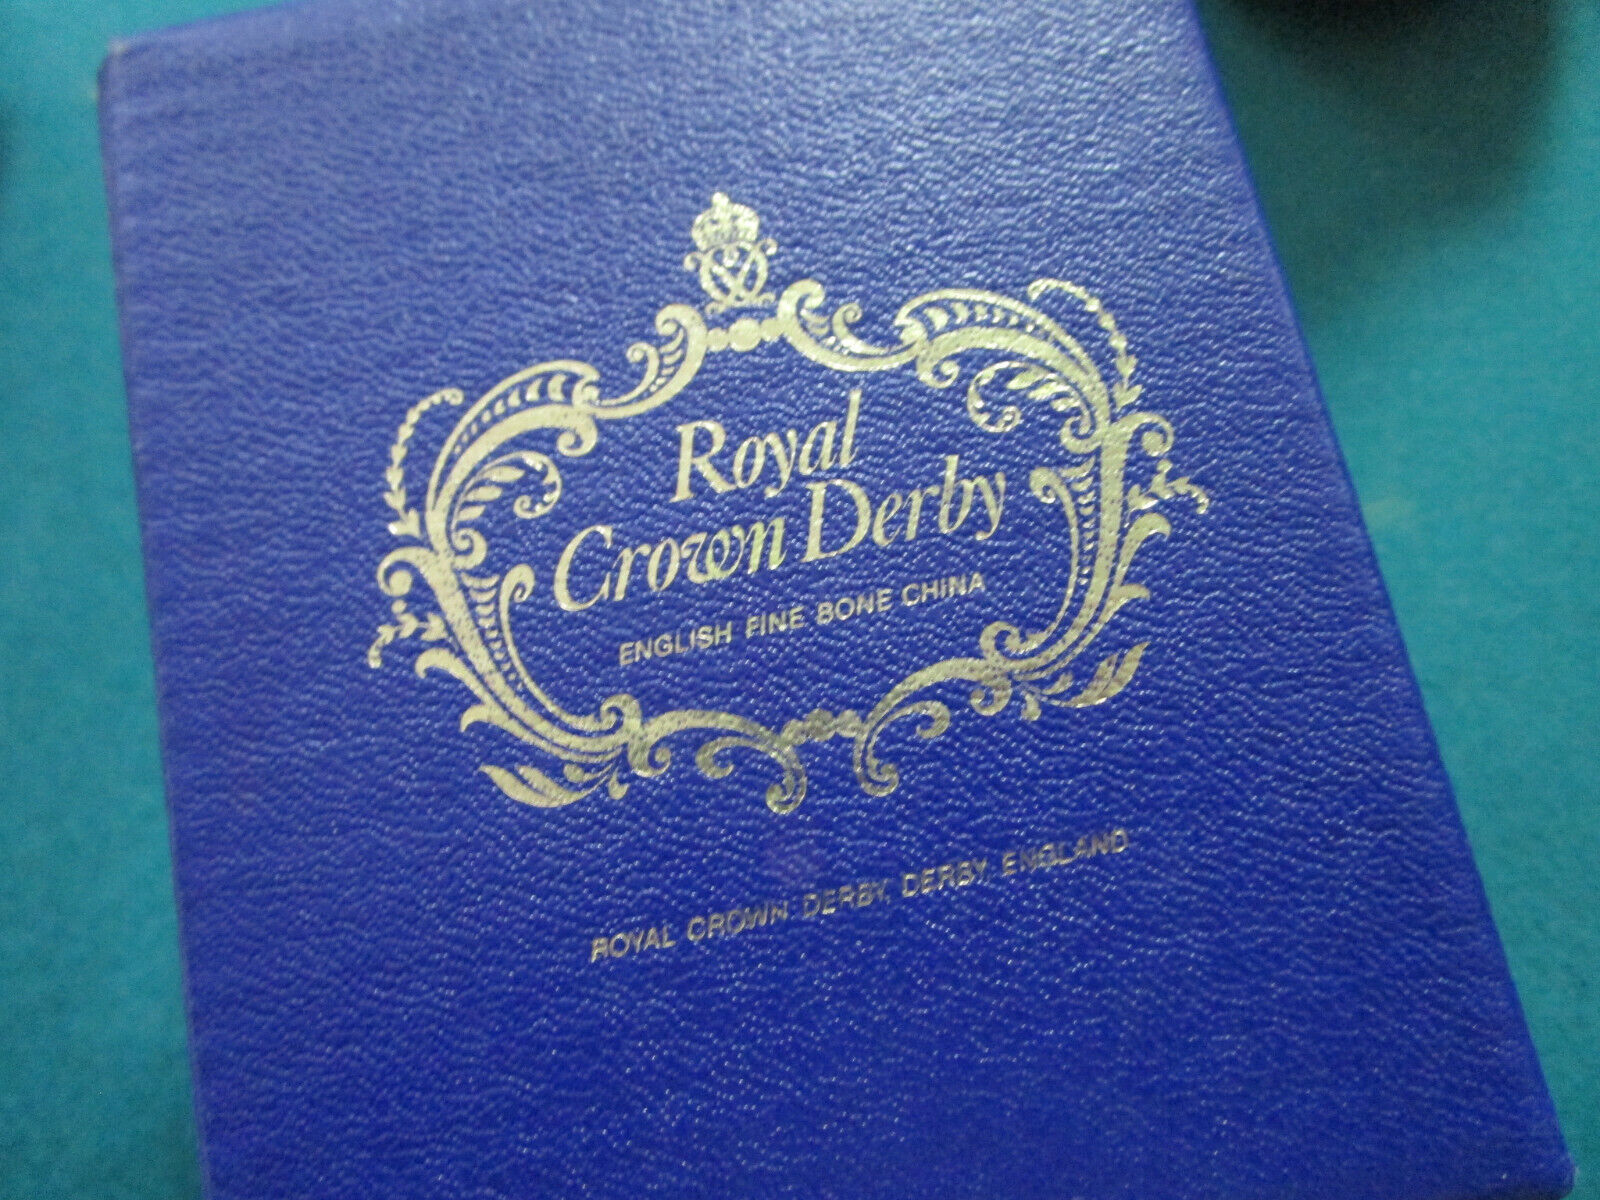 Royal
Crown Derby
ENGLISH FINE BONE CHINA
ROYAL CROWN DERBY, DERBY, ENGLAND